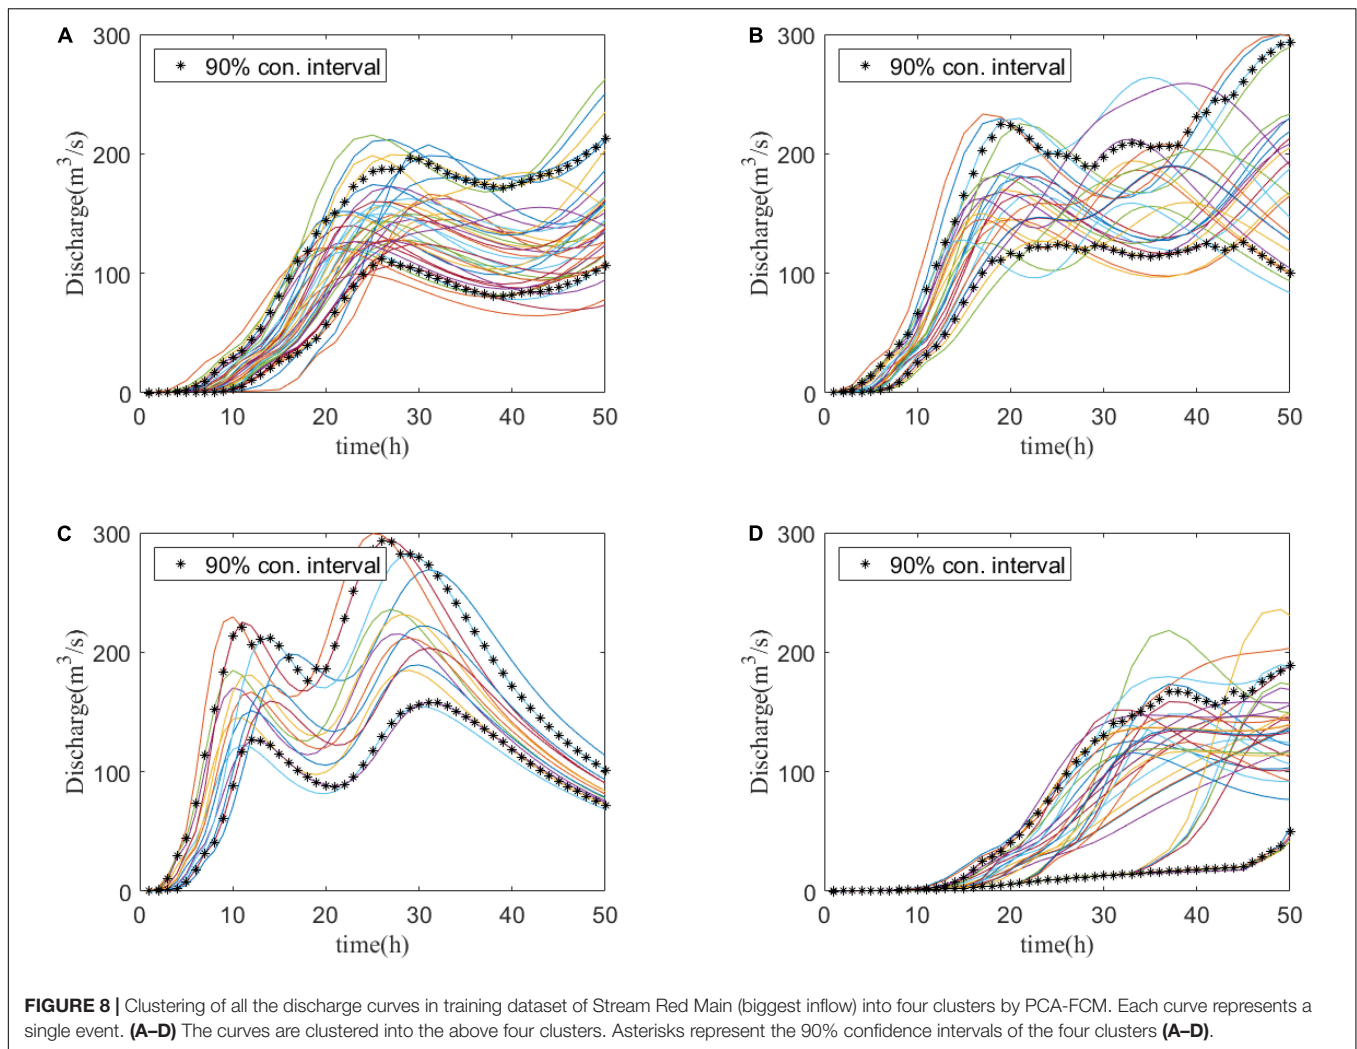 A
300
200
100
0
Discharge(m³/s)
90% con. interval
0 10 20 30 40 50
time(h)
B
300
200
100
0
Discharge(m³/s)
90% con. interval
0 10 20 30 40 50
time(h)
C
300
200
100
0
Discharge(m³/s)
90% con. interval
0 10 20 30 40 50
time(h)
D
300
200
100
0
Discharge(m³/s)
90% con. interval
0 10 20 30 40 50
time(h)
FIGURE 8 | Clustering of all the discharge curves in training dataset of Stream Red Main (biggest inflow) into four clusters by PCA-FCM. Each curve represents a
single event. (A–D) The curves are clustered into the above four clusters. Asterisks represent the 90% confidence intervals of the four clusters (A–D).